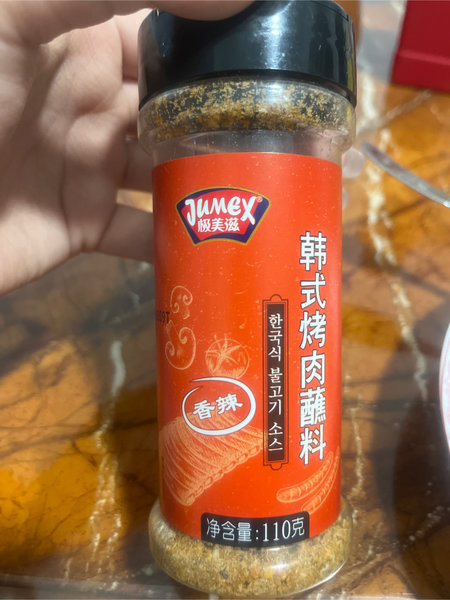 JUMEX®
极美滋
韩式烤肉蘸料
한국식 불고기 소스
香辣
净含量:110克